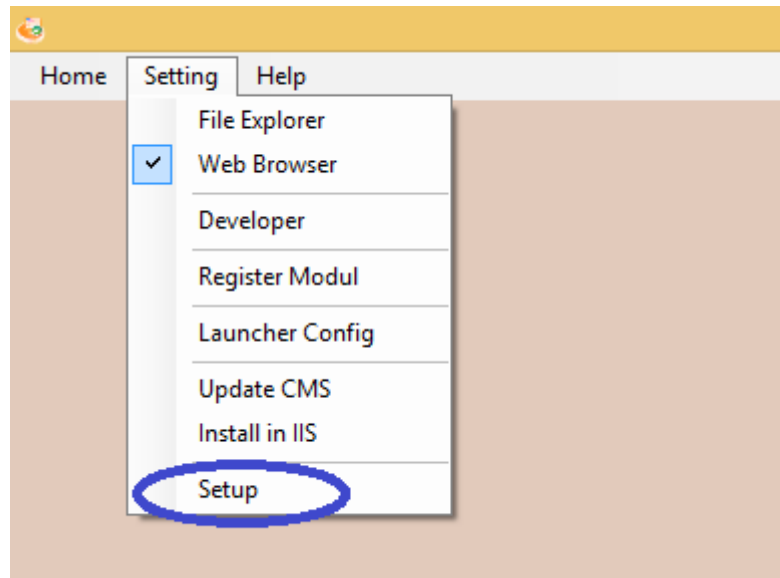 Home Setting Help
File Explorer
Web Browser
Developer
Register Modul
Launcher Config
Update CMS
Install in IIS
Setup